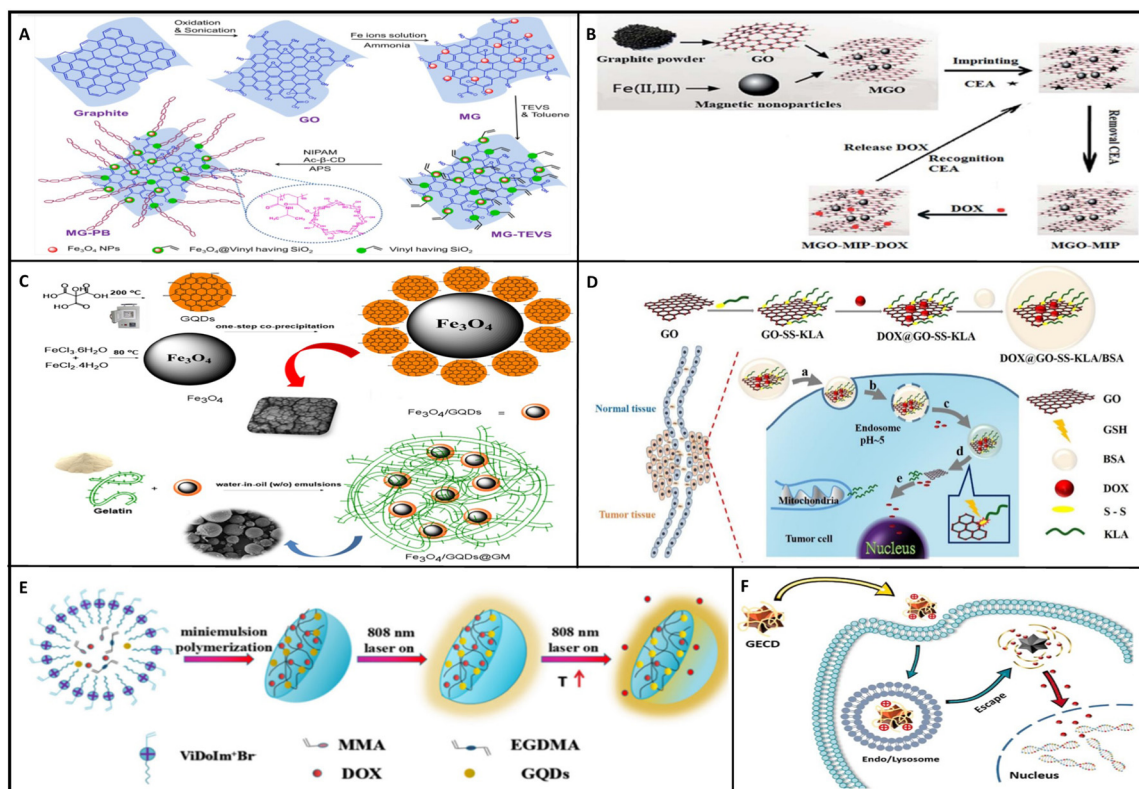 A
Oxidation
& Sonication
Fe ions solution
Ammonia
Graphite
GO
MG
TEVS
& Toluene
NIPAM
Ac-β-CD
APS
MG-PB
MG-TEVS
Fe₃O₄ NPs
Fe₃O₄@Vinyl having SiO₂
Vinyl having SiO₂
B
Graphite powder
GO
Fe(II,III)
Magnetic nonoparticles
MGO
Imprinting
CEA
Removal CEA
Release DOX
Recognition
CEA
DOX
MGO-MIP-DOX
MGO-MIP
C
200 °C
GQDs
one-step co-precipitation
Fe₃O₄
FeCl₃.6H₂O
+
FeCl₂.4H₂O
80 °C
Fe₃O₄
Fe₃O₄
Fe₃O₄/GQDs =
Gelatin
+
water-in-oil (w/o) emulsions
Fe₃O₄/GQDs@GM
D
GO
GO-SS-KLA
DOX@GO-SS-KLA
DOX@GO-SS-KLA/BSA
Normal tissue
Tumor tissue
a
b
c
d
e
Endosome
pH~5
Mitochondria
Tumor cell
Nucleus
GO
GSH
BSA
DOX
S - S
KLA
E
miniemulsion
polymerization
808 nm
laser on
808 nm
laser on
T ↑
ViDoIm⁺Br
MMA
EGDMA
DOX
GQDs
F
GECD
Escape
Endo/Lysosome
Nucleus